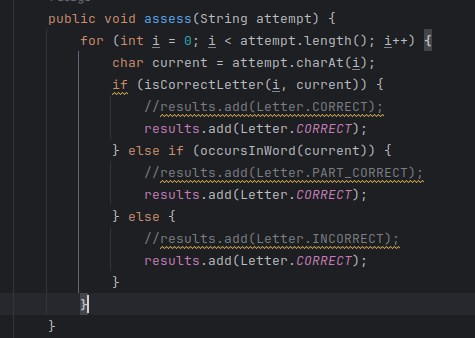 public void assess(String attempt) {
    for (int i = 0; i < attempt.length(); i++) {
        char current = attempt.charAt(i);
        if (isCorrectLetter(i, current)) {
            //results.add(Letter.CORRECT);
            results.add(Letter.CORRECT);
        } else if (occursInWord(current)) {
            //results.add(Letter.PART_CORRECT);
            results.add(Letter.CORRECT);
        } else {
            //results.add(Letter.INCORRECT);
            results.add(Letter.CORRECT);
        }
    }
}